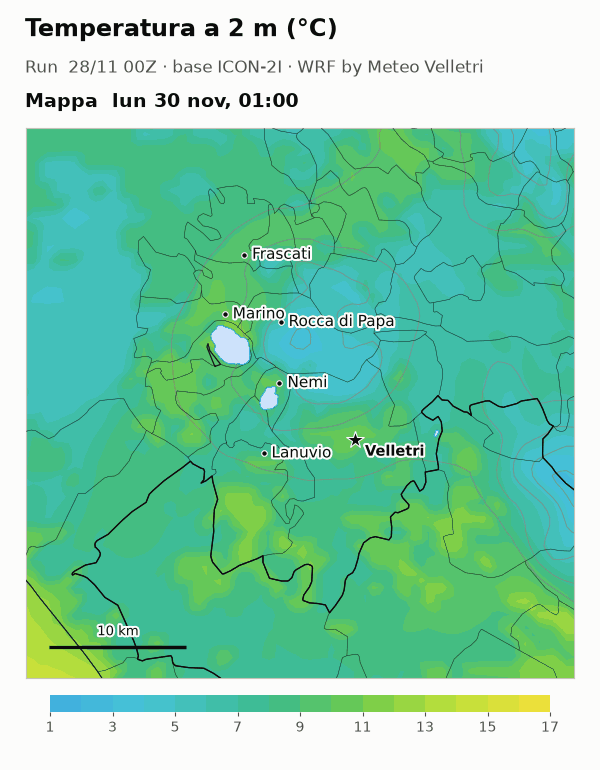 Temperatura a 2 m (°C)
Run  28/11 00Z · base ICON-2I · WRF by Meteo Velletri
Mappa  lun 30 nov, 01:00
Frascati
Marino
Rocca di Papa
Nemi
Velletri
Lanuvio
10 km
1 3 5 7 9 11 13 15 17